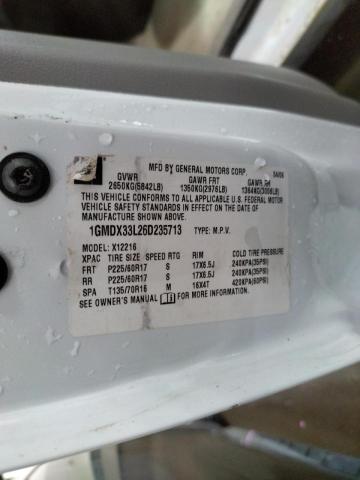 MFD BY GENERAL MOTORS CORP. 04/06
GVWR GAWR FRT GAWR RR
2650KG(5842LB) 1350KG(2976LB) 1364KG(3006LB)
THIS VEHICLE CONFORMS TO ALL APPLICABLE U.S. FEDERAL MOTOR
VEHICLE SAFETY STANDARDS IN EFFECT ON THE DATE OF
MANUFACTURE SHOWN ABOVE.
1GMDX33L26D235713 TYPE: M.P.V.
MODEL: X12216
XPAC TIRE SIZE SPEED RTG RIM COLD TIRE PRESSURE
FRT P225/60R17 S 17X6.5J 240KPA(35PSI)
RR P225/60R17 S 17X6.5J 240KPA(35PSI)
SPA T135/70R16 M 16X4T 420KPA(60PSI)
SEE OWNER'S MANUAL FOR MORE INFORMATION.